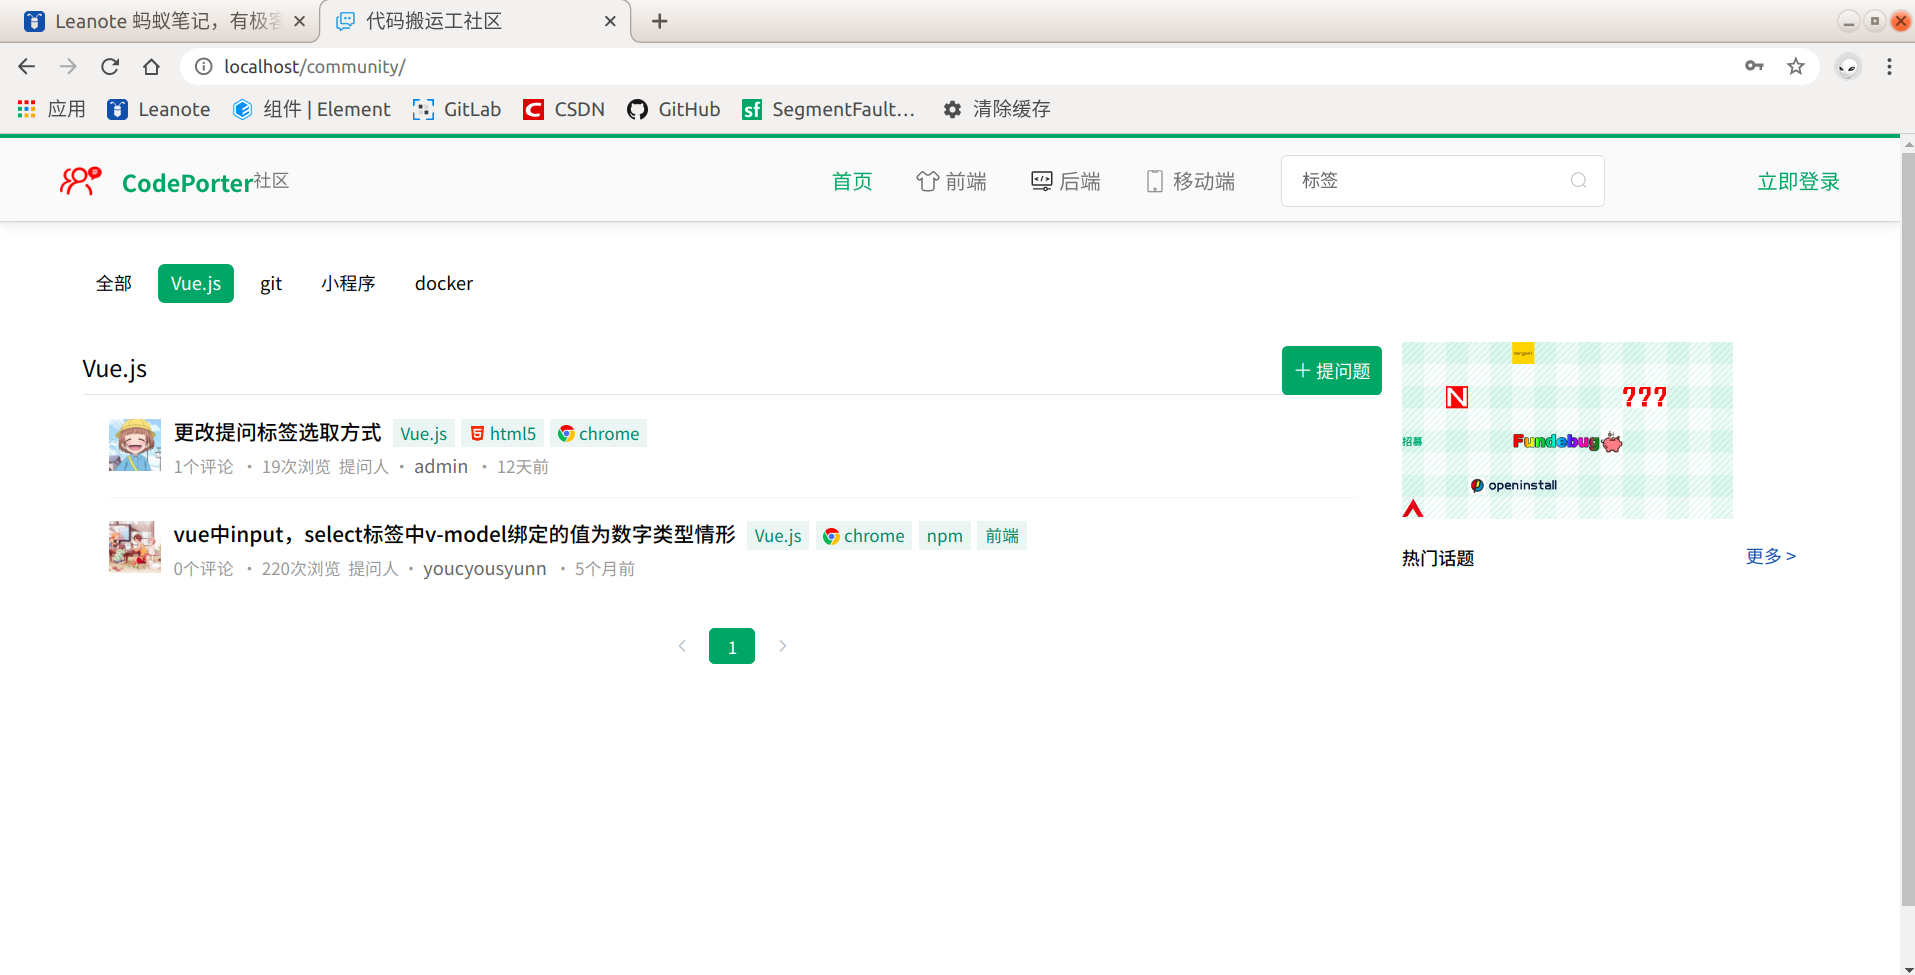 Leanote 蚂蚁笔记，有极客
代码搬运工社区
localhost/community/
应用 Leanote 组件 | Element GitLab CSDN GitHub SegmentFault... 清除缓存
CodePorter社区 首页 前端 后端 移动端 标签 立即登录
全部 Vue.js git 小程序 docker
Vue.js
+ 提问题
更改提问标签选取方式 Vue.js html5 chrome
1个评论 • 19次浏览 提问人 • admin • 12天前
vue中input，select标签中v-model绑定的值为数字类型情形 Vue.js chrome npm 前端
0个评论 • 220次浏览 提问人 • youcyousyunn • 5个月前
< 1 >
N
???
招募
Fundebug
openinstall
热门话题 更多 >